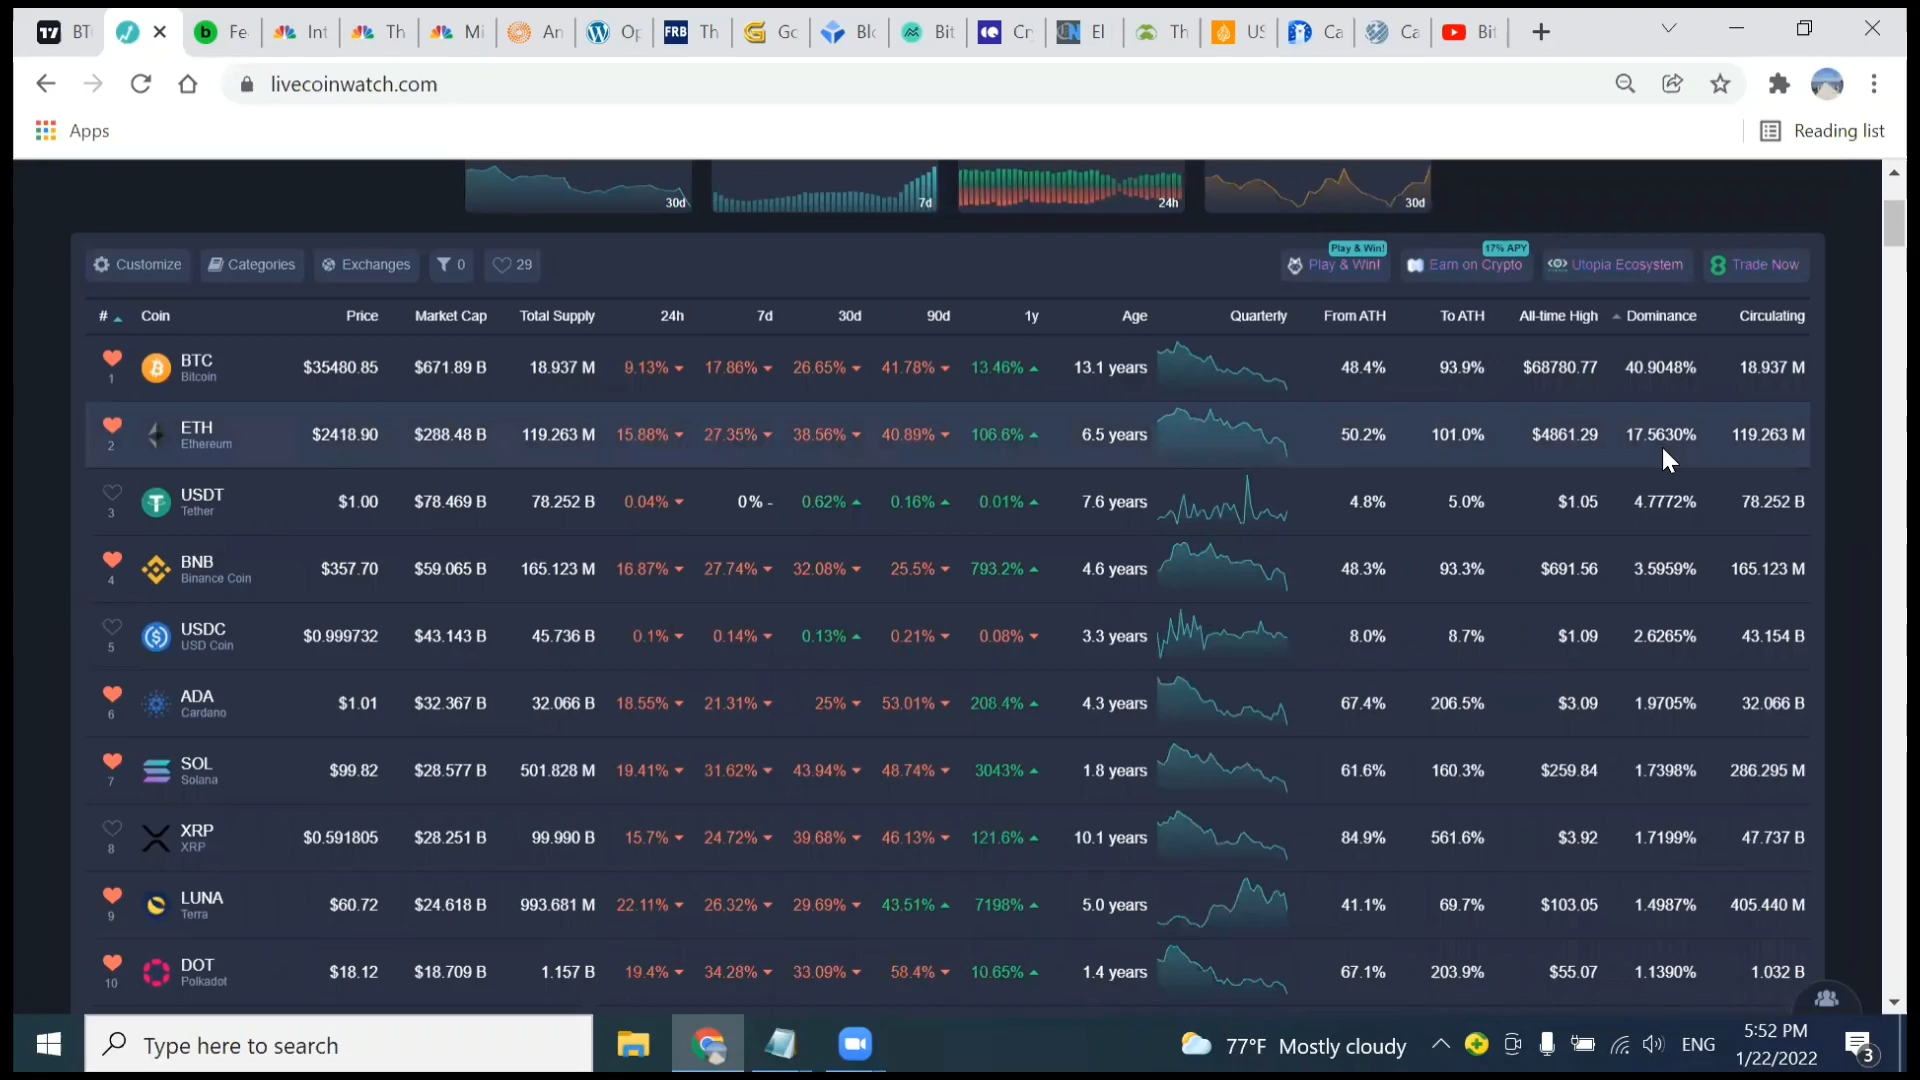 BT
Fe
Int
Th
Mi
An
Op
FRB Th
Go
Blo
Bit
Cr
El
Th
US
Ca
Ca
Bit
livecoinwatch.com
Apps
Reading list
30d
7d
24h
30d
Play & Win!
17% APY
Customize Categories Exchanges 0 29 Play & Win! Earn on Crypto Utopia Ecosystem Trade Now
# Coin Price Market Cap Total Supply 24h 7d 30d 90d 1y Age Quarterly From ATH To ATH All-time High Dominance Circulating
1 BTC Bitcoin $35480.85 $671.89 B 18.937 M 9.13% 17.86% 26.65% 41.78% 13.46% 13.1 years 48.4% 93.9% $68780.77 40.9048% 18.937 M
2 ETH Ethereum $2418.90 $288.48 B 119.263 M 15.88% 27.35% 38.56% 40.89% 106.6% 6.5 years 50.2% 101.0% $4861.29 17.5630% 119.263 M
3 USDT Tether $1.00 $78.469 B 78.252 B 0.04% 0% - 0.62% 0.16% 0.01% 7.6 years 4.8% 5.0% $1.05 4.7772% 78.252 B
4 BNB Binance Coin $357.70 $59.065 B 165.123 M 16.87% 27.74% 32.08% 25.5% 793.2% 4.6 years 48.3% 93.3% $691.56 3.5959% 165.123 M
5 USDC USD Coin $0.999732 $43.143 B 45.736 B 0.1% 0.14% 0.13% 0.21% 0.08% 3.3 years 8.0% 8.7% $1.09 2.6265% 43.154 B
6 ADA Cardano $1.01 $32.367 B 32.066 B 18.55% 21.31% 25% 53.01% 208.4% 4.3 years 67.4% 206.5% $3.09 1.9705% 32.066 B
7 SOL Solana $99.82 $28.577 B 501.828 M 19.41% 31.62% 43.94% 48.74% 3043% 1.8 years 61.6% 160.3% $259.84 1.7398% 286.295 M
8 XRP XRP $0.591805 $28.251 B 99.990 B 15.7% 24.72% 39.68% 46.13% 121.6% 10.1 years 84.9% 561.6% $3.92 1.7199% 47.737 B
9 LUNA Terra $60.72 $24.618 B 993.681 M 22.11% 26.32% 29.69% 43.51% 7198% 5.0 years 41.1% 69.7% $103.05 1.4987% 405.440 M
10 DOT Polkadot $18.12 $18.709 B 1.157 B 19.4% 34.28% 33.09% 58.4% 10.65% 1.4 years 67.1% 203.9% $55.07 1.1390% 1.032 B
Type here to search
77°F Mostly cloudy
ENG
5:52 PM
1/22/2022
3